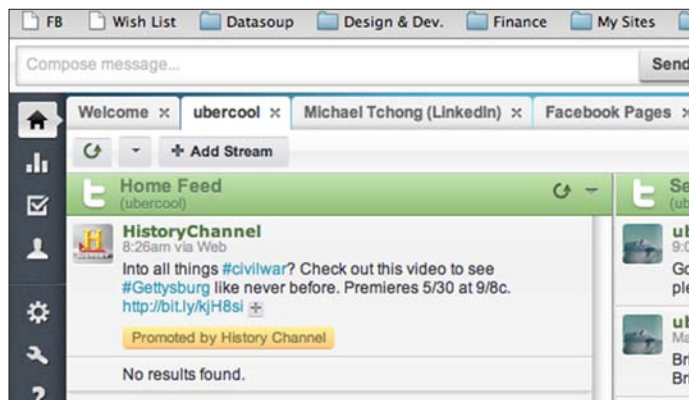 FB Wish List Datasoup Design & Dev. Finance My Sites
Compose message...
Send
Welcome × ubercool × Michael Tchong (LinkedIn) × Facebook Pages ×
+ Add Stream
Home Feed
(ubercool)
HistoryChannel
8:26am via Web
Into all things #civilwar? Check out this video to see
#Gettysburg like never before. Premieres 5/30 at 9/8c.
http://bit.ly/kjH8si +
Promoted by History Channel
No results found.